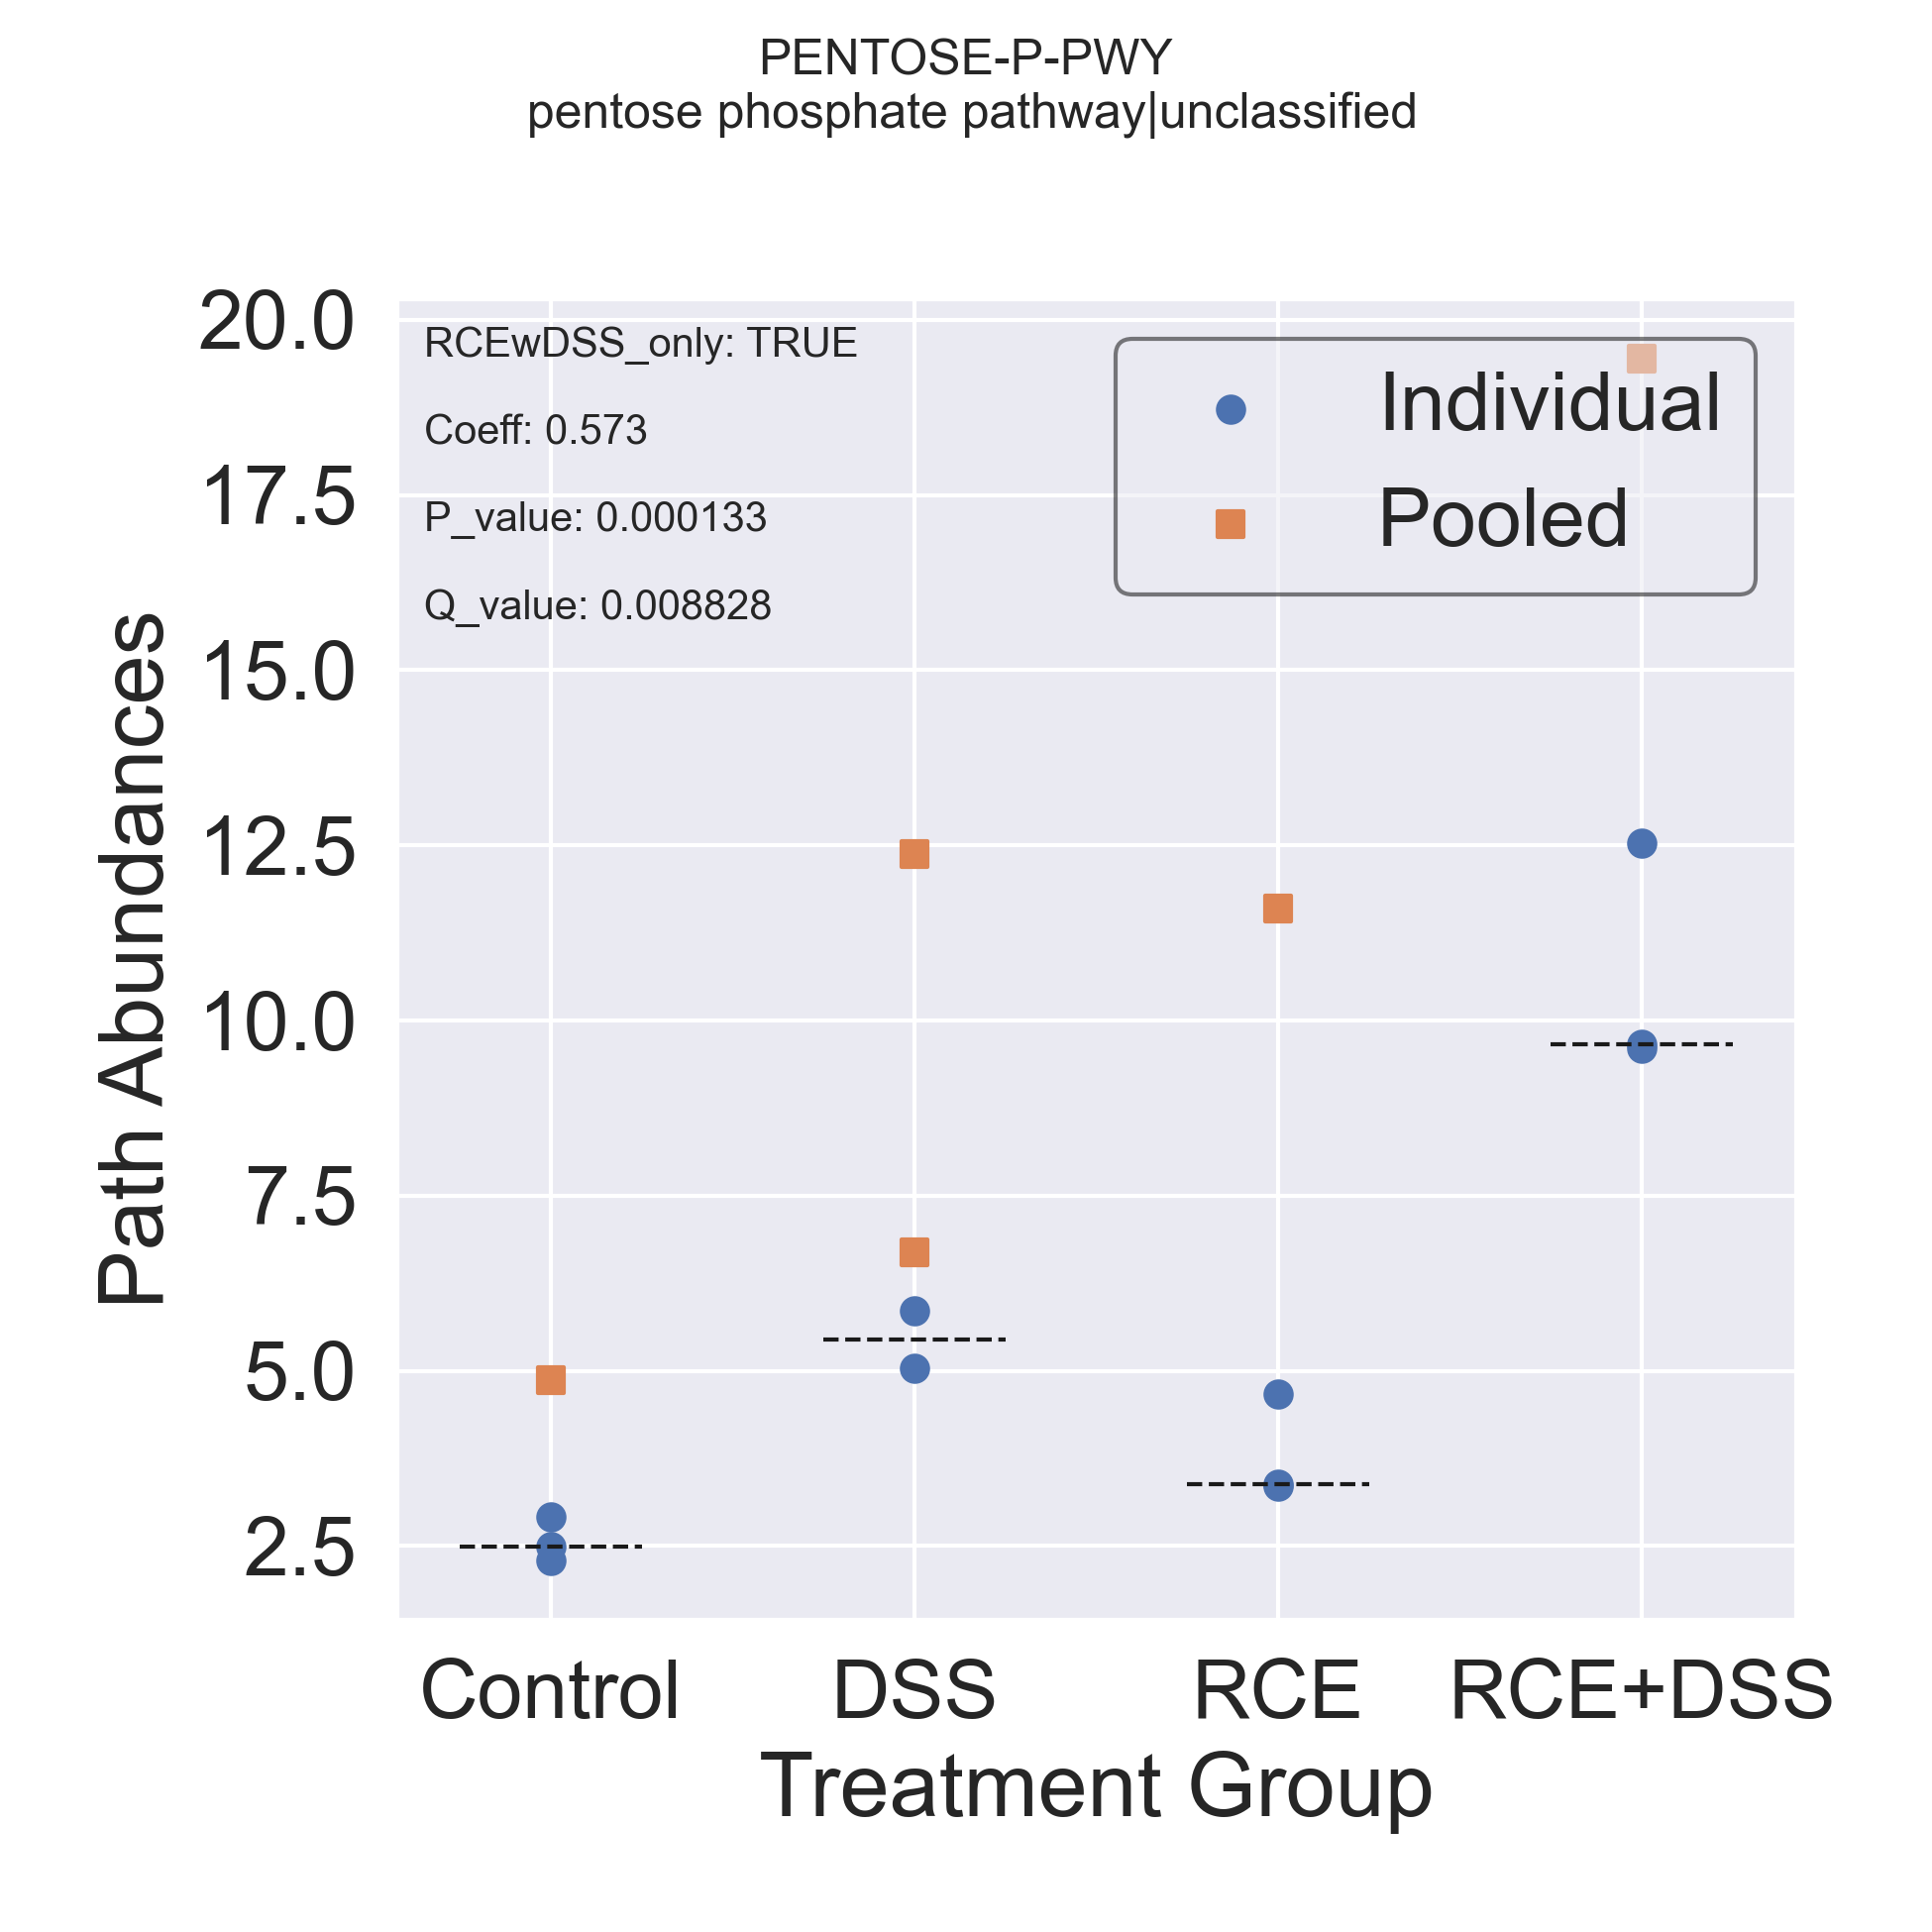 PENTOSE-P-PWY
pentose phosphate pathway|unclassified
RCEwDSS_only: TRUE
Coeff: 0.573
P_value: 0.000133
Q_value: 0.008828
Individual
Pooled
Path Abundances
20.0
17.5
15.0
12.5
10.0
7.5
5.0
2.5
Control DSS RCE RCE+DSS
Treatment Group